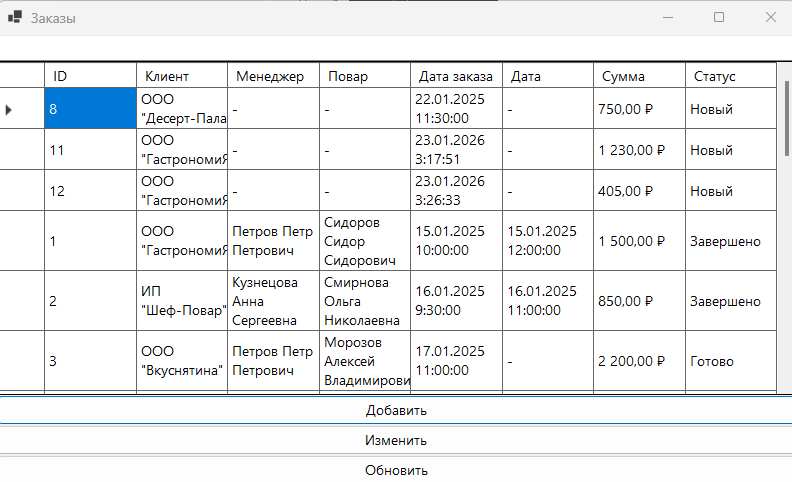 Заказы
ID Клиент Менеджер Повар Дата заказа Дата Сумма Статус
8 ООО "Десерт-Пала - - 22.01.2025 11:30:00 - 750,00 ₽ Новый
11 ООО "ГастрономиЯ - - 23.01.2026 3:17:51 - 1 230,00 ₽ Новый
12 ООО "ГастрономиЯ - - 23.01.2026 3:26:33 - 405,00 ₽ Новый
1 ООО "ГастрономиЯ Петров Петр Петрович Сидоров Сидор Сидорович 15.01.2025 10:00:00 15.01.2025 12:00:00 1 500,00 ₽ Завершено
2 ИП "Шеф-Повар" Кузнецова Анна Сергеевна Смирнова Ольга Николаевна 16.01.2025 9:30:00 16.01.2025 11:00:00 850,00 ₽ Завершено
3 ООО "Вкуснятина" Петров Петр Петрович Морозов Алексей Владимирови 17.01.2025 11:00:00 - 2 200,00 ₽ Готово
Добавить
Изменить
Обновить